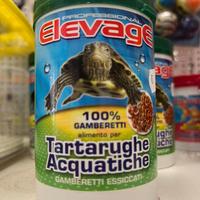 PROFESSIONAL
Elevage
100%
GAMBERETTI
alimento per
Tartarughe
Acquatiche
GAMBERETTI ESSICCATI